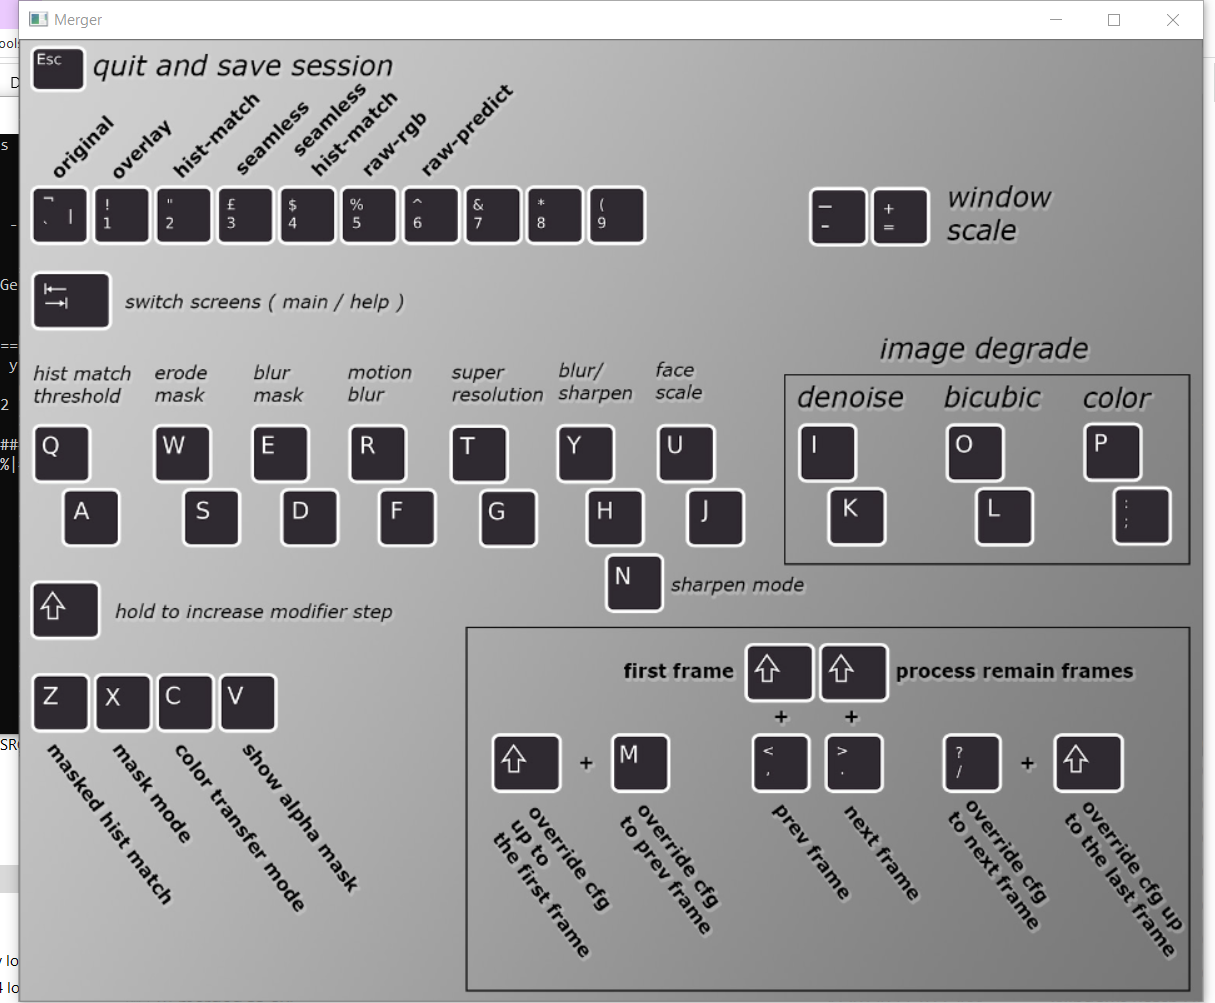 Merger
Esc
quit and save session
original
overlay
hist-match
seamless
seamless
hist-match
raw-rgb
raw-predict
¬ ` |
! 1
" 2
£ 3
$ 4
% 5
^ 6
& 7
* 8
( 9
— -
+ =
window
scale
switch screens ( main / help )
hist match
threshold
erode
mask
blur
mask
motion
blur
super
resolution
blur/
sharpen
face
scale
image degrade
denoise
bicubic
color
Q
W
E
R
T
Y
U
I
O
P
A
S
D
F
G
H
J
K
L
: ;
N
sharpen mode
hold to increase modifier step
Z
X
C
V
masked hist match
mask mode
color transfer mode
show alpha mask
first frame
process remain frames
+
+
+
M
< ,
> .
? /
+
override cfg
up to
the first frame
override cfg
to prev frame
prev frame
next frame
override cfg
to next frame
override cfg up
to the last frame